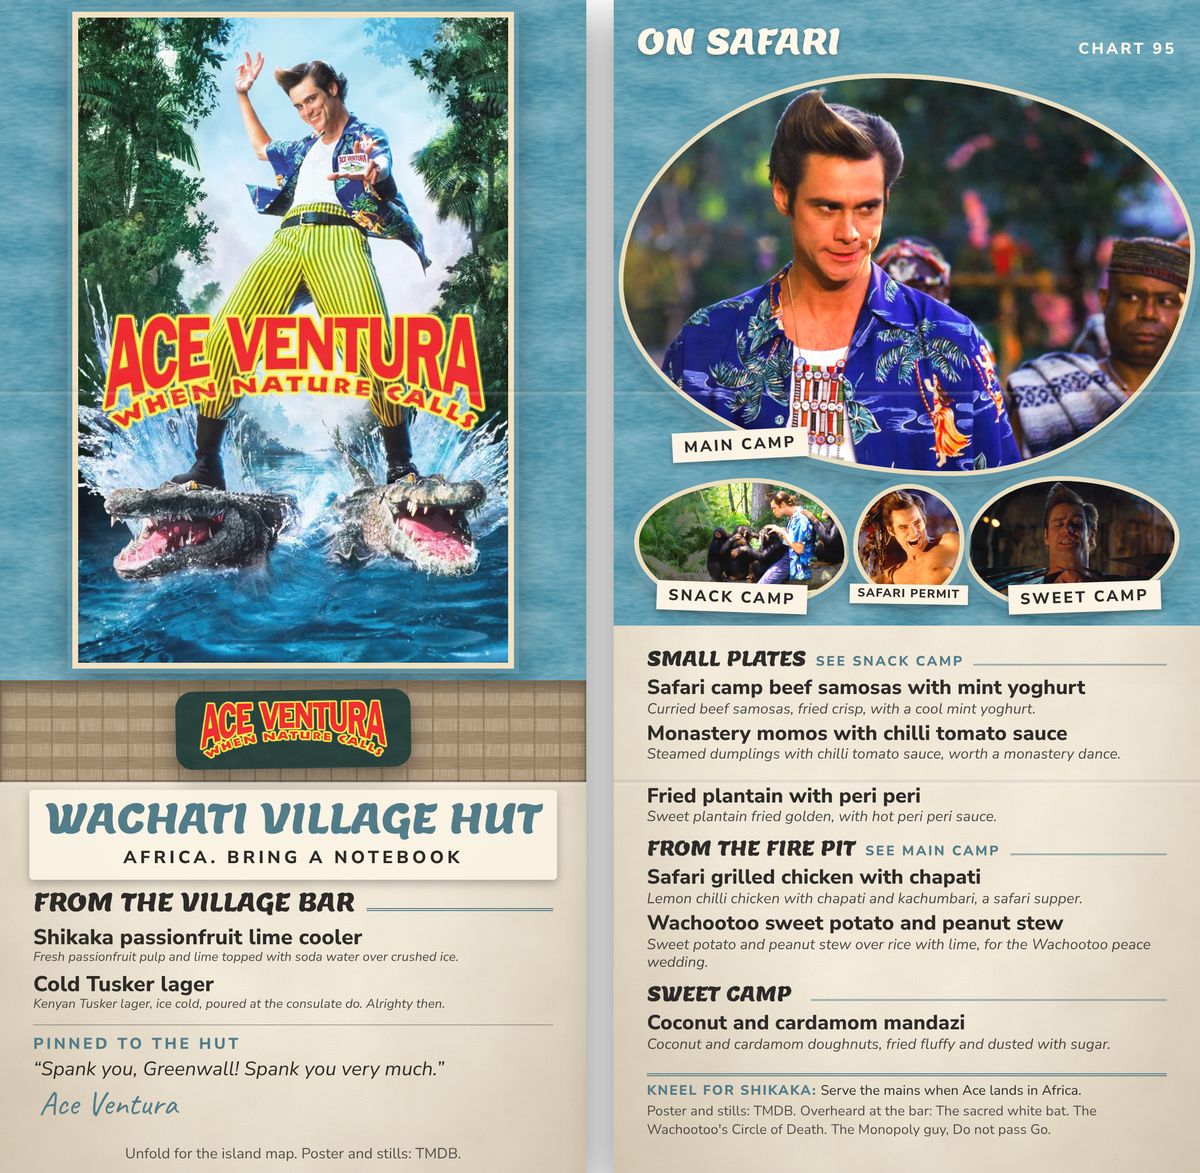 ACE VENTURA
ACE VENTURA
WHEN NATURE CALLS
ACE VENTURA
WHEN NATURE CALLS
WACHATI VILLAGE HUT
AFRICA. BRING A NOTEBOOK
FROM THE VILLAGE BAR
Shikaka passionfruit lime cooler
Fresh passionfruit pulp and lime topped with soda water over crushed ice.
Cold Tusker lager
Kenyan Tusker lager, ice cold, poured at the consulate do. Alrighty then.
PINNED TO THE HUT
“Spank you, Greenwall! Spank you very much.”
Ace Ventura
Unfold for the island map. Poster and stills: TMDB.
ON SAFARI
CHART 95
MAIN CAMP
SNACK CAMP
SAFARI PERMIT
SWEET CAMP
SMALL PLATES SEE SNACK CAMP
Safari camp beef samosas with mint yoghurt
Curried beef samosas, fried crisp, with a cool mint yoghurt.
Monastery momos with chilli tomato sauce
Steamed dumplings with chilli tomato sauce, worth a monastery dance.
Fried plantain with peri peri
Sweet plantain fried golden, with hot peri peri sauce.
FROM THE FIRE PIT SEE MAIN CAMP
Safari grilled chicken with chapati
Lemon chilli chicken with chapati and kachumbari, a safari supper.
Wachootoo sweet potato and peanut stew
Sweet potato and peanut stew over rice with lime, for the Wachootoo peace
wedding.
SWEET CAMP
Coconut and cardamom mandazi
Coconut and cardamom doughnuts, fried fluffy and dusted with sugar.
KNEEL FOR SHIKAKA: Serve the mains when Ace lands in Africa.
Poster and stills: TMDB. Overheard at the bar: The sacred white bat. The
Wachootoo's Circle of Death. The Monopoly guy, Do not pass Go.